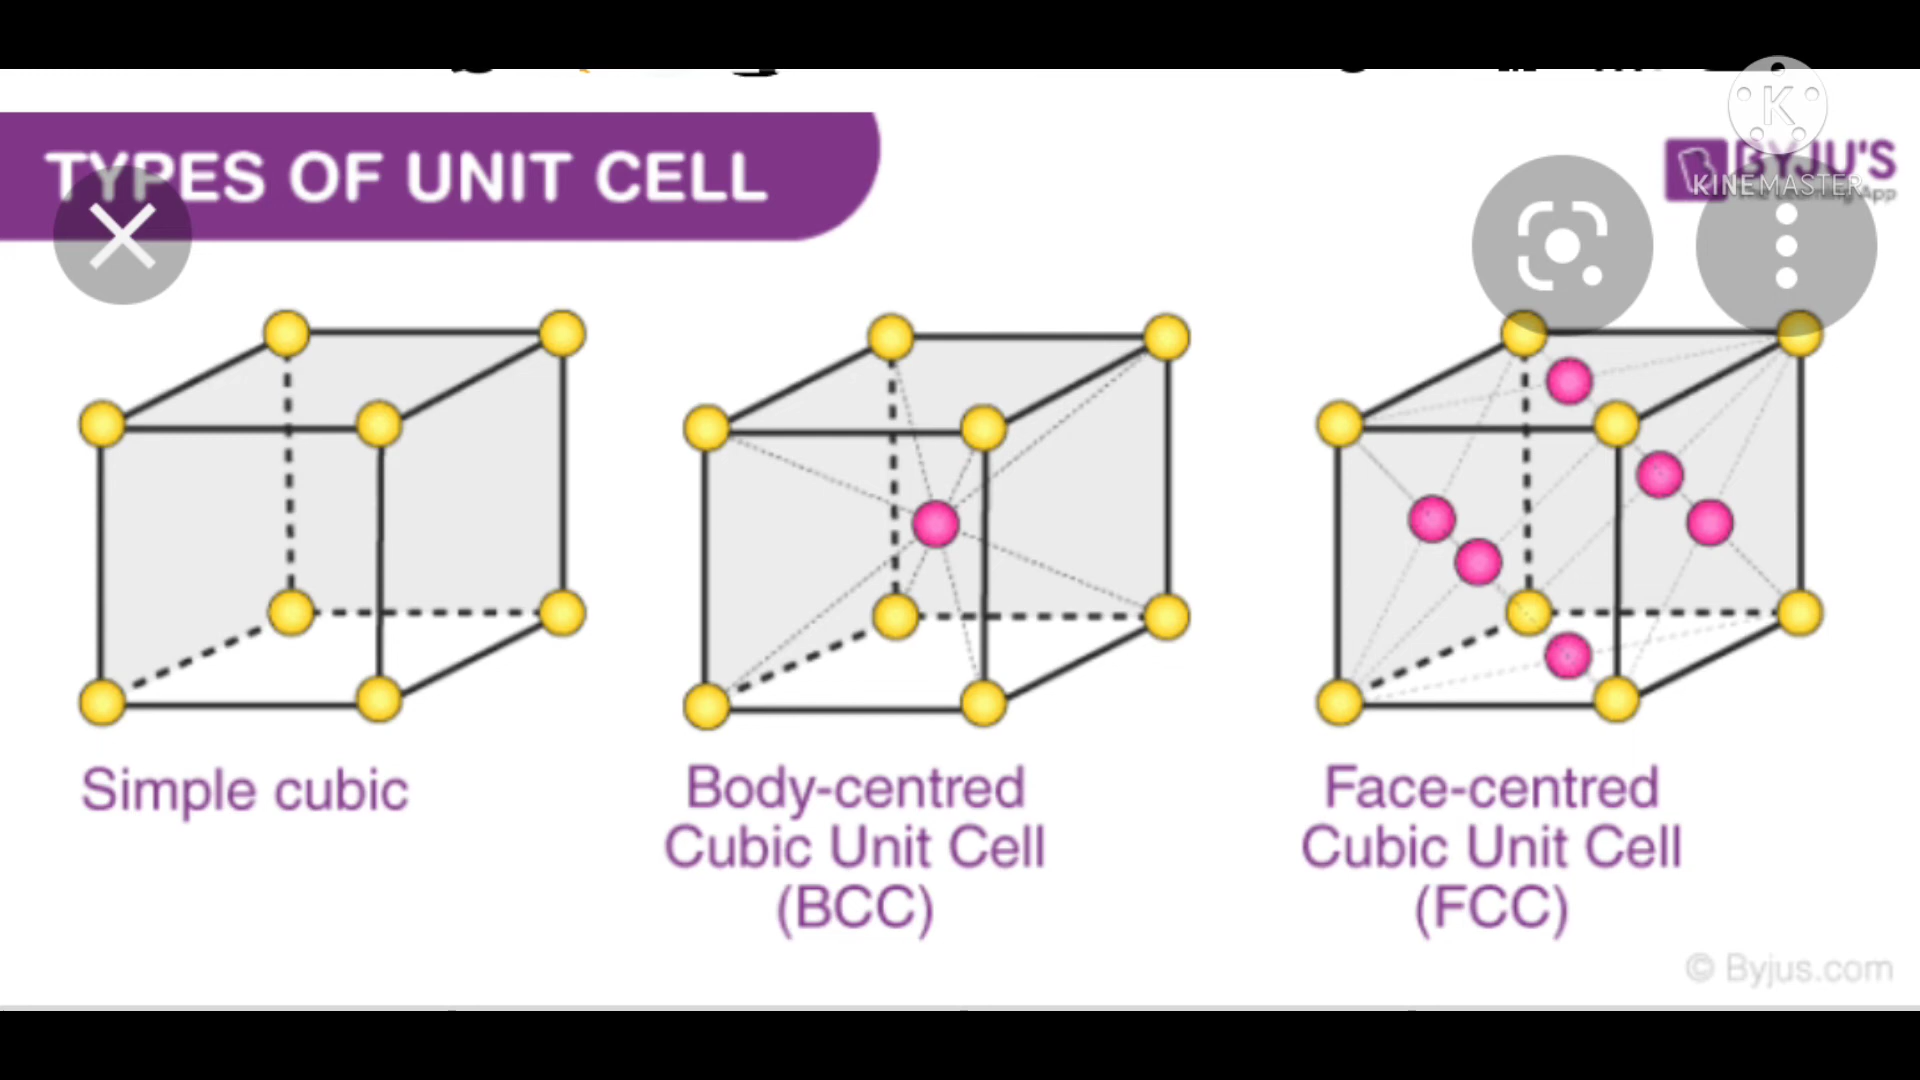 TYPES OF UNIT CELL
K
BYJU'S
KINEMASTER
App
Simple cubic
Body-centred
Cubic Unit Cell
(BCC)
Face-centred
Cubic Unit Cell
(FCC)
© Byjus.com